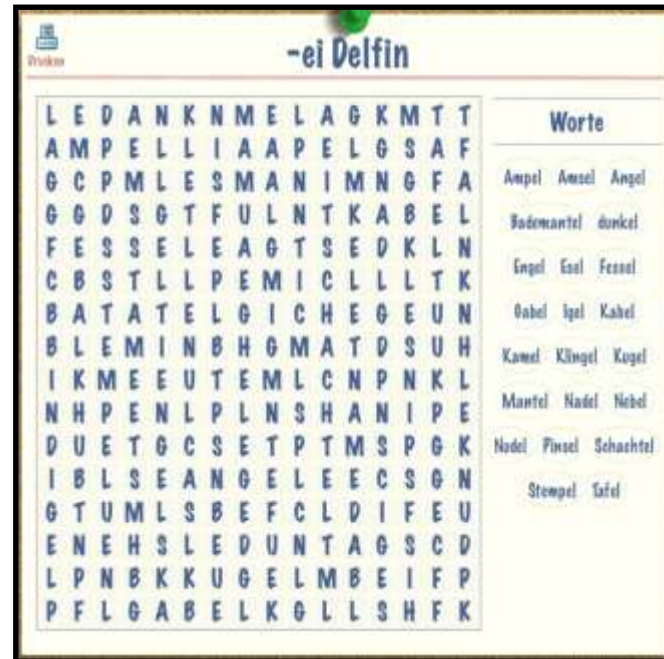 Drucken
-ei Delfin
L E D A N K N M E L A G K M T T
A M P E L L I A A P E L G S A F
G C P M L E S M A N I M N G F A
G G D S G T F U L N T K A B E L
F E S S E L E A G T S E D K L N
C B S T L L P E M I C L L L T K
B A T A T E L G I C H E G E U N
B L E M I N B H G M A T D S U H
I K M E E U T E M L C N P N K L
N H P E N L P L N S H A N I P E
D U E T G C S E T P T M S P G K
I B L S E A N G E L E E C S G N
G T U M L S B E F C L D I F E U
E N E H S L E D U N T A G S C D
L P N B K K U G E L M B E I F P
P F L G A B E L K G L L S H F K
Worte
Ampel Amsel Angel
Bademantel dunkel
Engel Esel Fessel
Gabel Igel Kabel
Kamel Klingel Kugel
Mantel Nadel Nebel
Nudel Pinsel Schachtel
Stempel Tafel